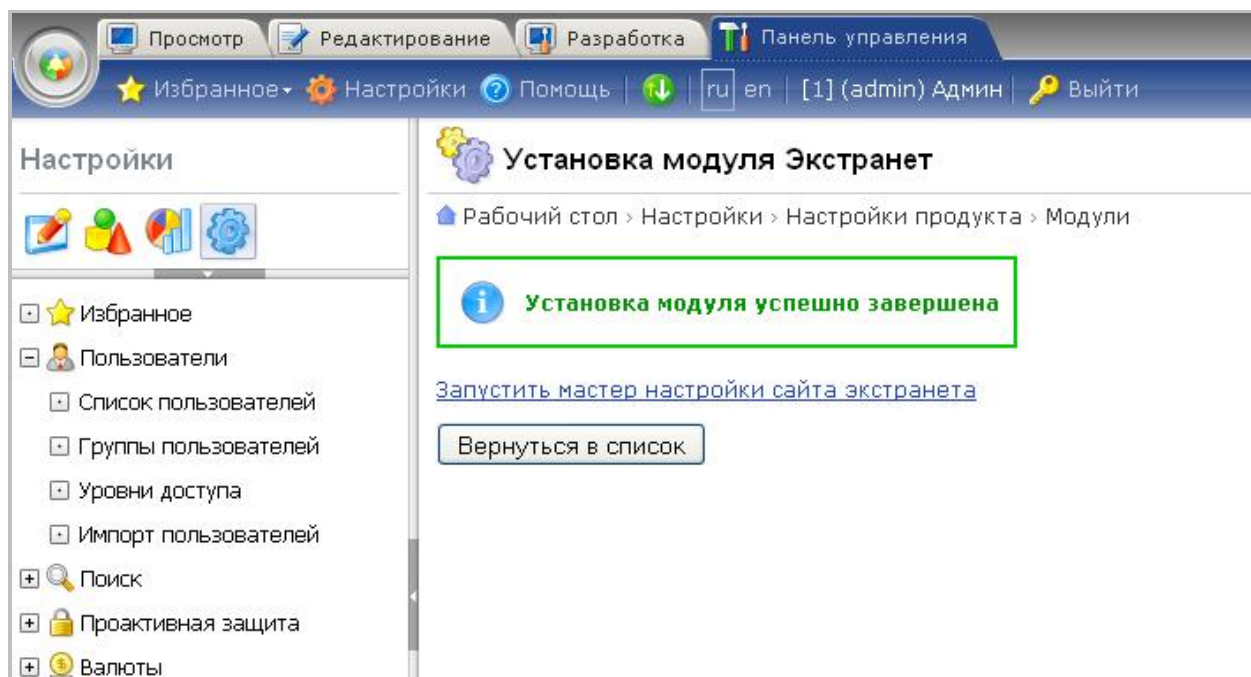 Просмотр Редактирование Разработка Панель управления
Избранное Настройки Помощь ru en [1] (admin) Админ Выйти
Настройки
Избранное
Пользователи
Список пользователей
Группы пользователей
Уровни доступа
Импорт пользователей
Поиск
Проактивная защита
Валюты
Установка модуля Экстранет
Рабочий стол › Настройки › Настройки продукта › Модули
Установка модуля успешно завершена
Запустить мастер настройки сайта экстранета
Вернуться в список